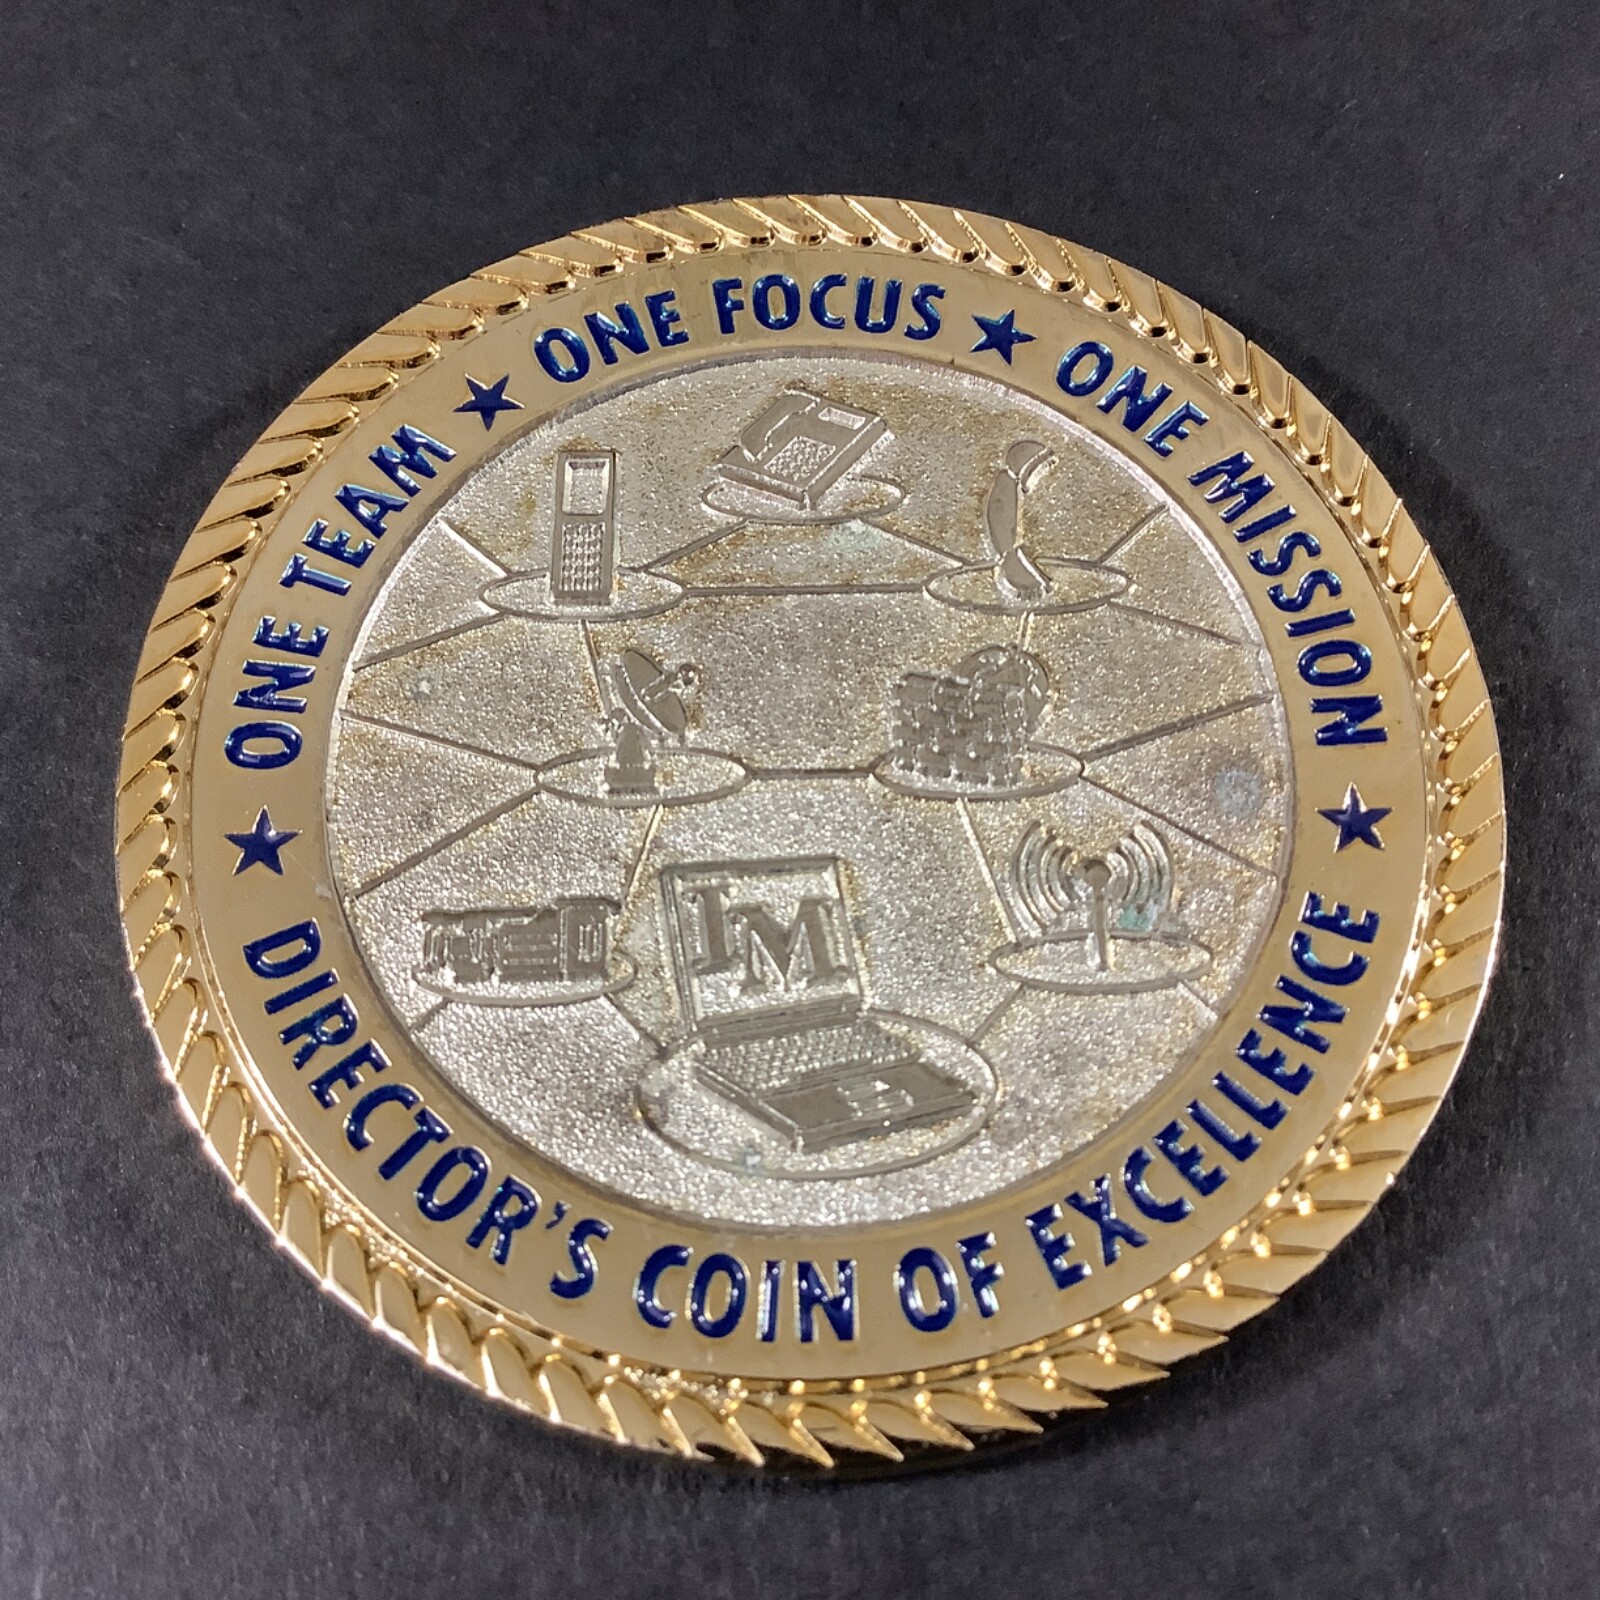 ONE TEAM ★ ONE FOCUS ★ ONE MISSION
IM
★ DIRECTOR'S COIN OF EXCELLENCE ★